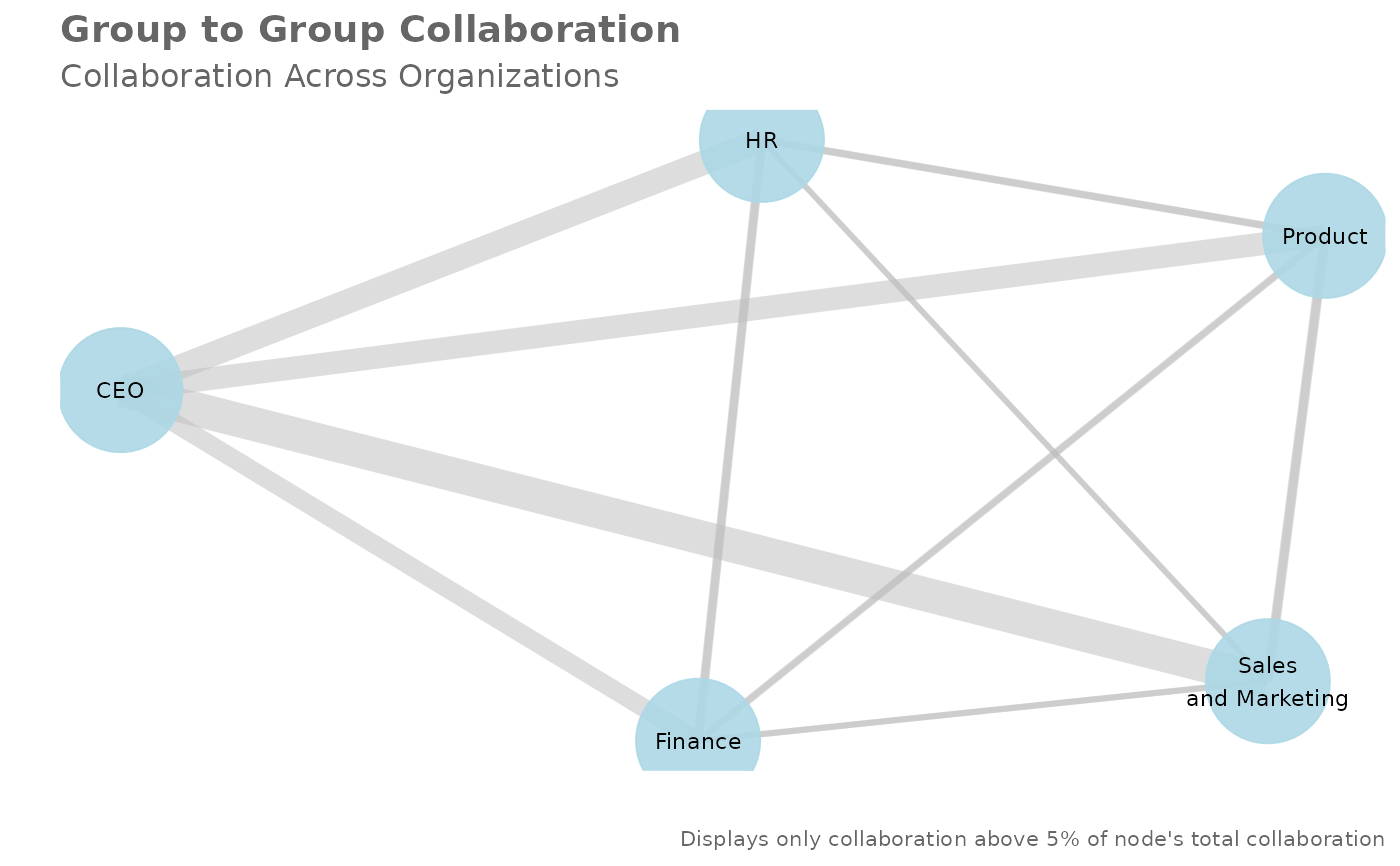 Group to Group Collaboration
Collaboration Across Organizations
HR
Product
CEO
Sales
and Marketing
Finance
Displays only collaboration above 5% of node's total collaboration